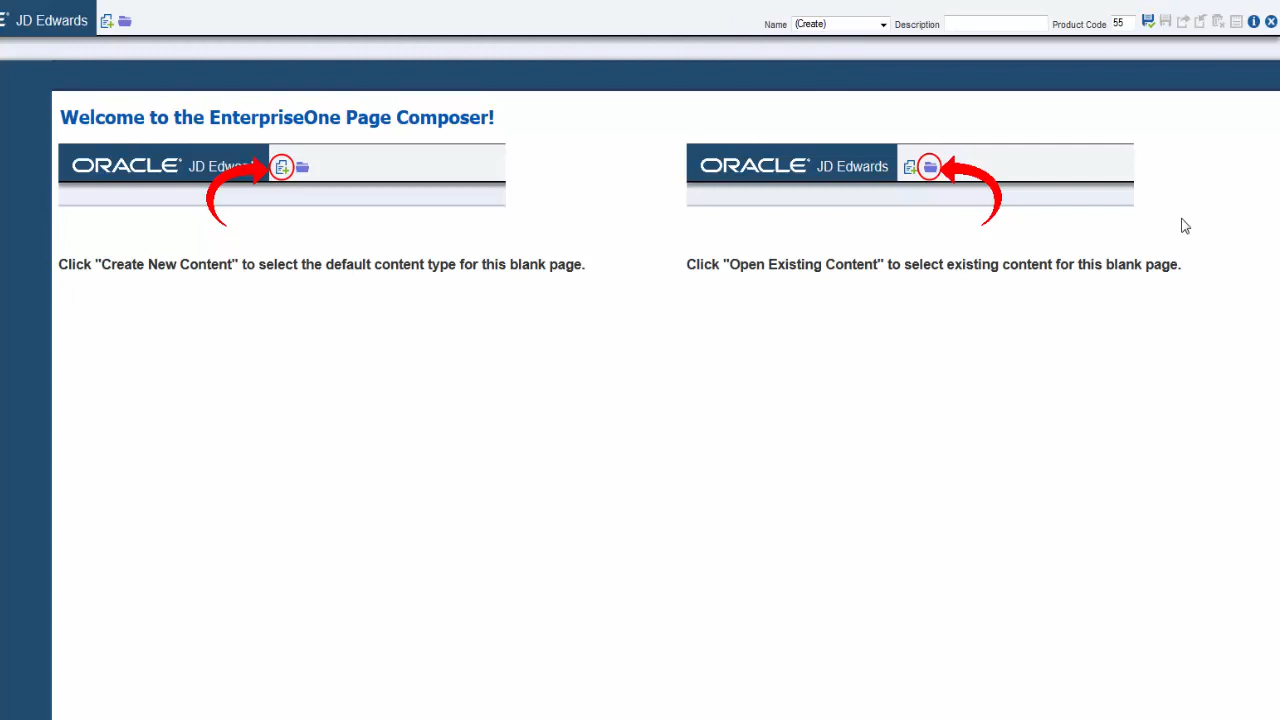 E JD Edwards Name (Create) Description Product Code 55
Welcome to the EnterpriseOne Page Composer!
ORACLE JD Edwards
ORACLE JD Edwards
Click "Create New Content" to select the default content type for this blank page.
Click "Open Existing Content" to select existing content for this blank page.